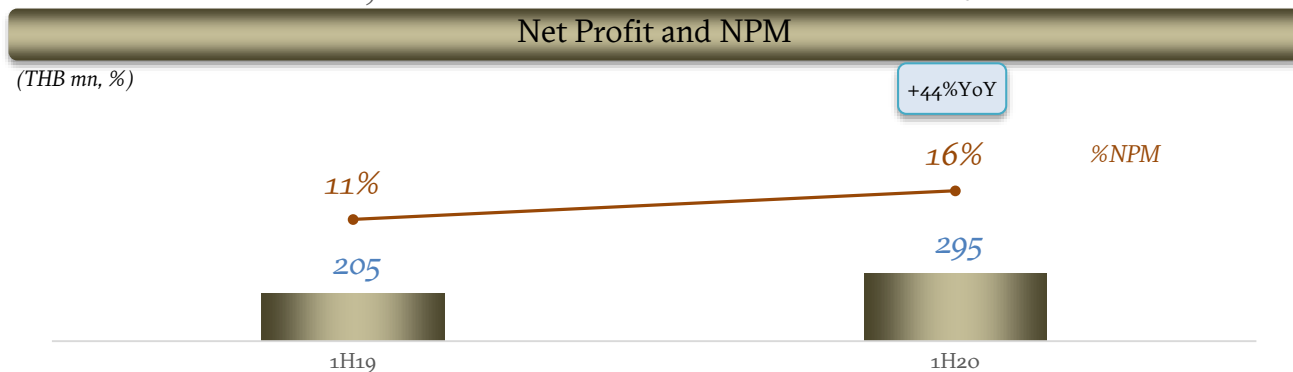 Net Profit and NPM
(THB mn, %)
+44%YoY
16%
%NPM
11%
295
205
1H19
1H20